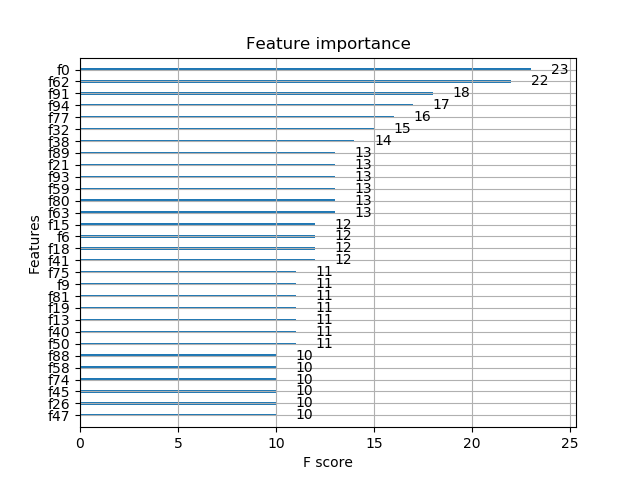 Feature importance
f0 23
f62 22
f91 18
f94 17
f77 16
f32 15
f38 14
f89 13
f21 13
f93 13
f59 13
f80 13
f63 13
f15 12
f6 12
f18 12
f41 12
f75 11
f9 11
f81 11
f19 11
f13 11
f40 11
f50 11
f88 10
f58 10
f74 10
f45 10
f26 10
f47 10
Features
0 5 10 15 20 25
F score